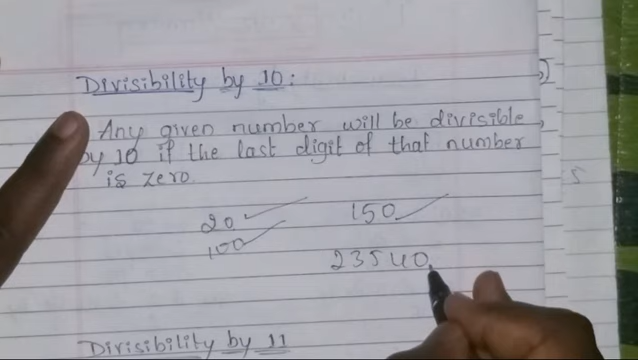 Divisibility by 10:
Any given number will be divisible
by 10 if the last digit of that number
is zero.
20 150
100
23540
Divisibility by 11